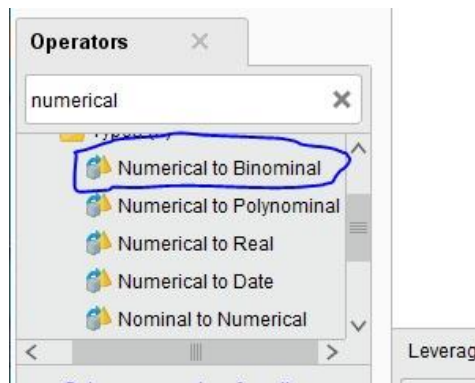 Operators
numerical
Numerical to Binominal
Numerical to Polynominal
Numerical to Real
Numerical to Date
Nominal to Numerical
Leverag